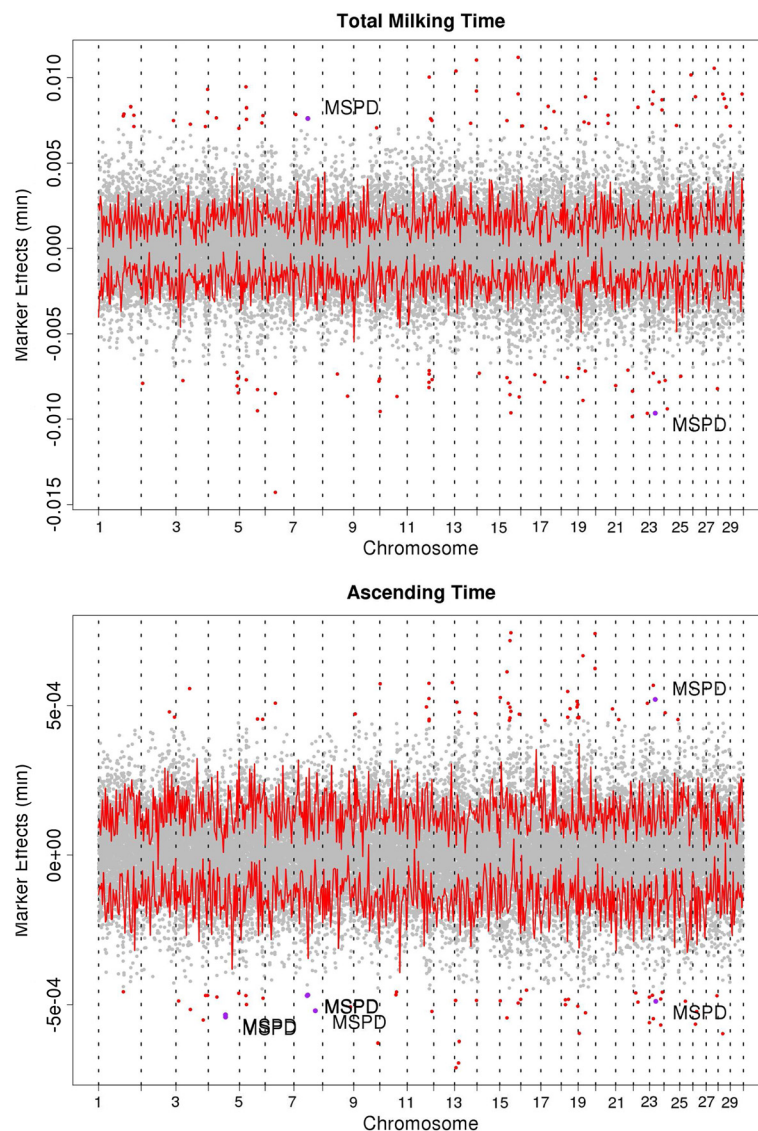 Total Milking Time
Marker Effects (min)
0.010
0.005
0.000
-0.005
-0.010
-0.015
MSPD
MSPD
1 3 5 7 9 11 13 15 17 19 21 23 25 27 29
Chromosome
Ascending Time
Marker Effects (min)
5e-04
0e+00
-5e-04
MSPD
MSPD
MSPD
MSPD
MSPD
MSPD
MSPD
1 3 5 7 9 11 13 15 17 19 21 23 25 27 29
Chromosome